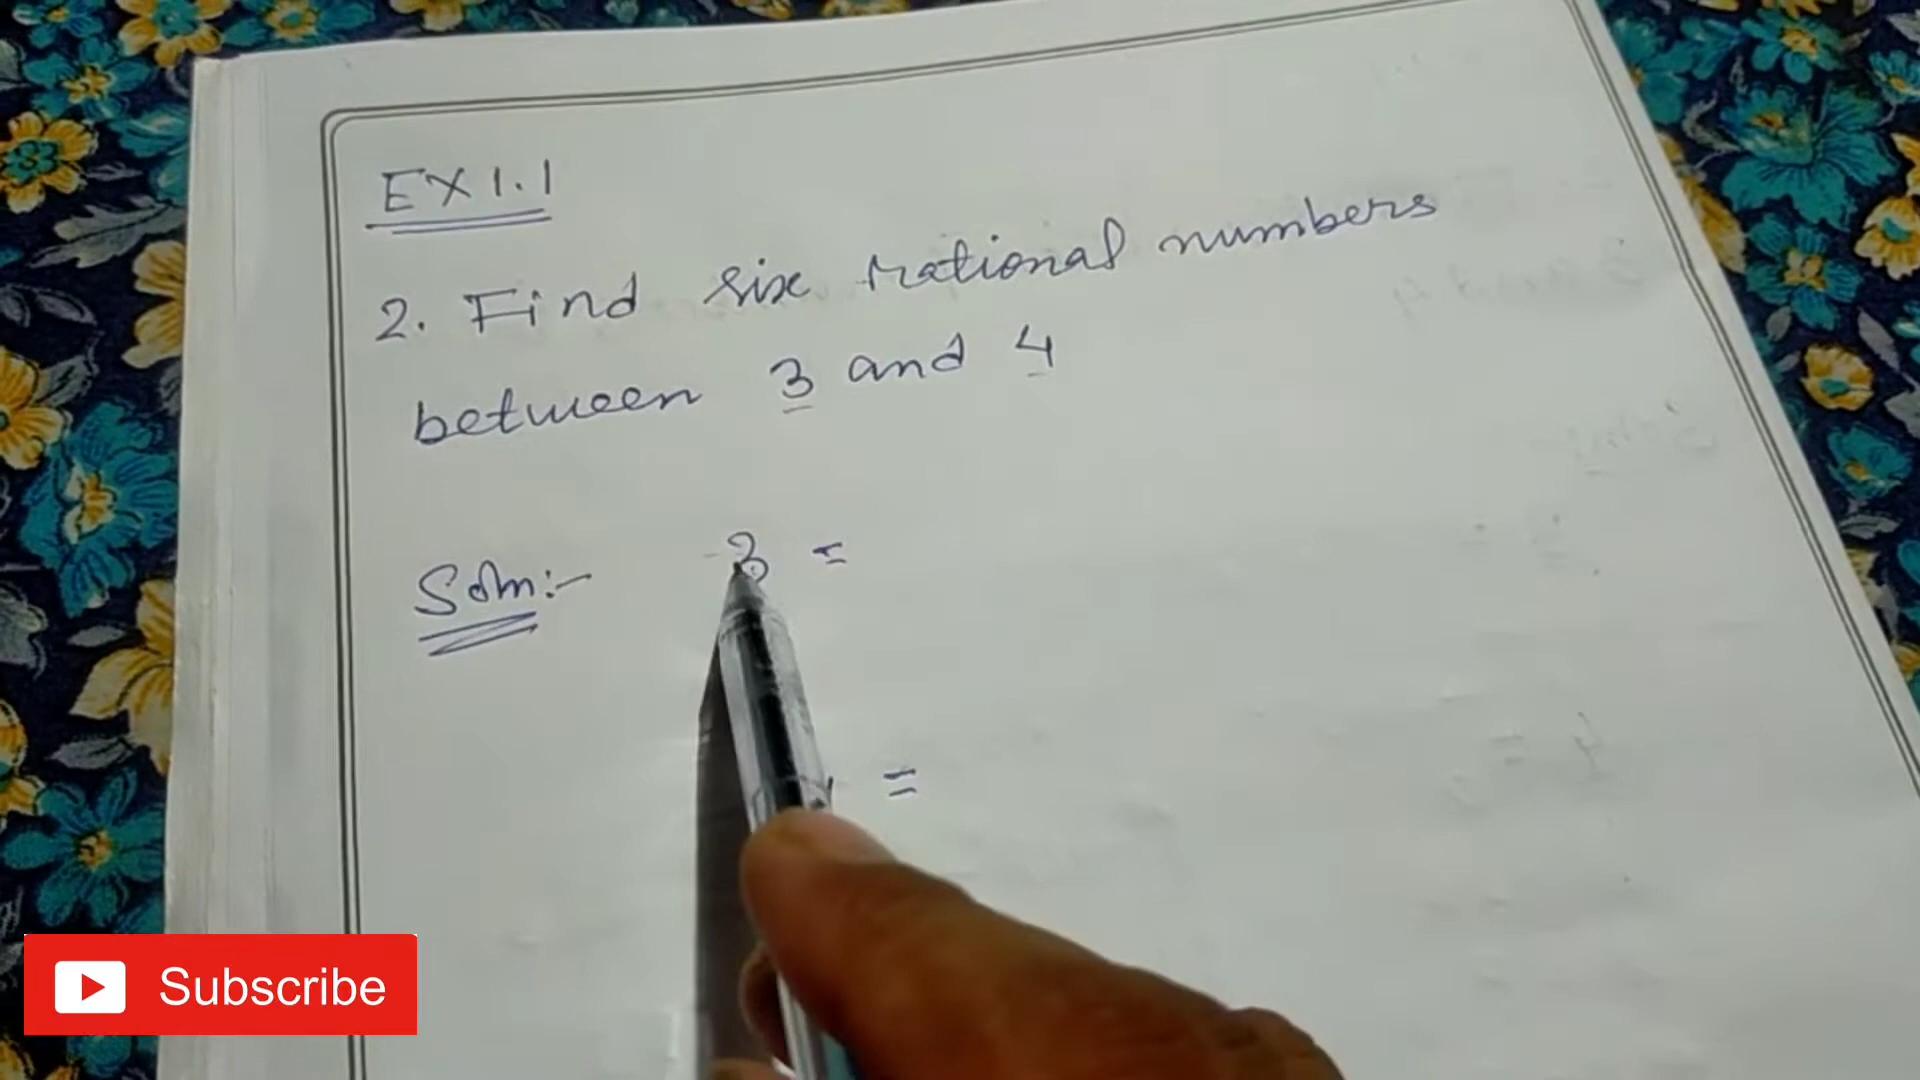 EX 1.1
2. Find six rational numbers
between 3 and 4
Soln:-
3 =
=
Subscribe